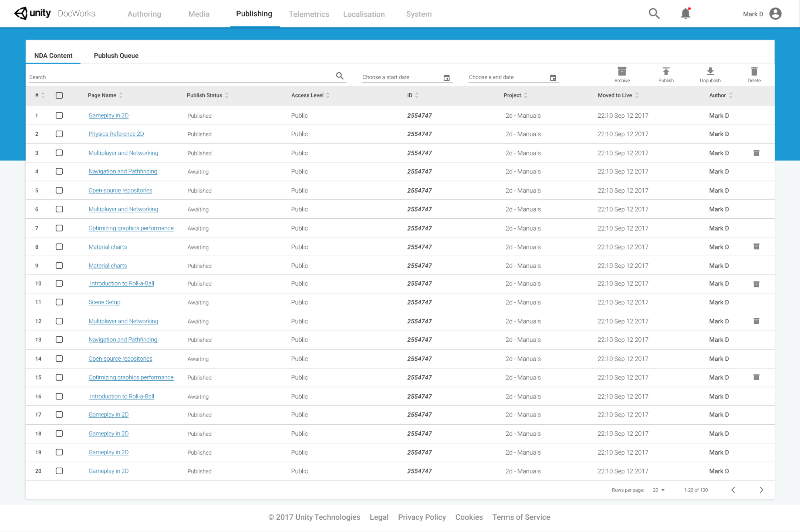 unity DocWorks Authoring Media Publishing Telemetrics Localisation System Mark D
NDA Content Publush Queue
Search Choose a start date Choose a end date Archive Publish Unpublish Delete
# Page Name Publish Status Access Level ID Project Moved to Live Author
1 Gameplay in 2D Published Public 2554747 2d - Manuals 22:10 Sep 12 2017 Mark D
2 Physics Reference 2D Published Public 2554747 2d - Manuals 22:10 Sep 12 2017 Mark D
3 Multiplayer and Networking Published Public 2554747 2d - Manuals 22:10 Sep 12 2017 Mark D
4 Navigation and Pathfinding Awaiting Public 2554747 2d - Manuals 22:10 Sep 12 2017 Mark D
5 Open-source repositories Published Public 2554747 2d - Manuals 22:10 Sep 12 2017 Mark D
6 Multiplayer and Networking Awaiting Public 2554747 2d - Manuals 22:10 Sep 12 2017 Mark D
7 Optimizing graphics performance Awaiting Public 2554747 2d - Manuals 22:10 Sep 12 2017 Mark D
8 Material charts Awaiting Public 2554747 2d - Manuals 22:10 Sep 12 2017 Mark D
9 Material charts Published Public 2554747 2d - Manuals 22:10 Sep 12 2017 Mark D
10 Introduction to Roll-a-Ball Published Public 2554747 2d - Manuals 22:10 Sep 12 2017 Mark D
11 Scene Setup Awaiting Public 2554747 2d - Manuals 22:10 Sep 12 2017 Mark D
12 Multiplayer and Networking Awaiting Public 2554747 2d - Manuals 22:10 Sep 12 2017 Mark D
13 Navigation and Pathfinding Published Public 2554747 2d - Manuals 22:10 Sep 12 2017 Mark D
14 Open-source repositories Awaiting Public 2554747 2d - Manuals 22:10 Sep 12 2017 Mark D
15 Optimizing graphics performance Published Public 2554747 2d - Manuals 22:10 Sep 12 2017 Mark D
16 Introduction to Roll-a-Ball Awaiting Public 2554747 2d - Manuals 22:10 Sep 12 2017 Mark D
17 Gameplay in 2D Published Public 2554747 2d - Manuals 22:10 Sep 12 2017 Mark D
18 Gameplay in 2D Published Public 2554747 2d - Manuals 22:10 Sep 12 2017 Mark D
19 Gameplay in 2D Published Public 2554747 2d - Manuals 22:10 Sep 12 2017 Mark D
20 Gameplay in 2D Published Public 2554747 2d - Manuals 22:10 Sep 12 2017 Mark D
Rows per page: 20 1-20 of 100
© 2017 Unity Technologies Legal Privacy Policy Cookies Terms of Service